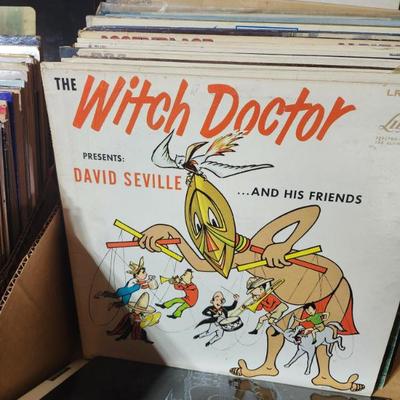 THE Witch Doctor
PRESENTS:
DAVID SEVILLE
...AND HIS FRIENDS